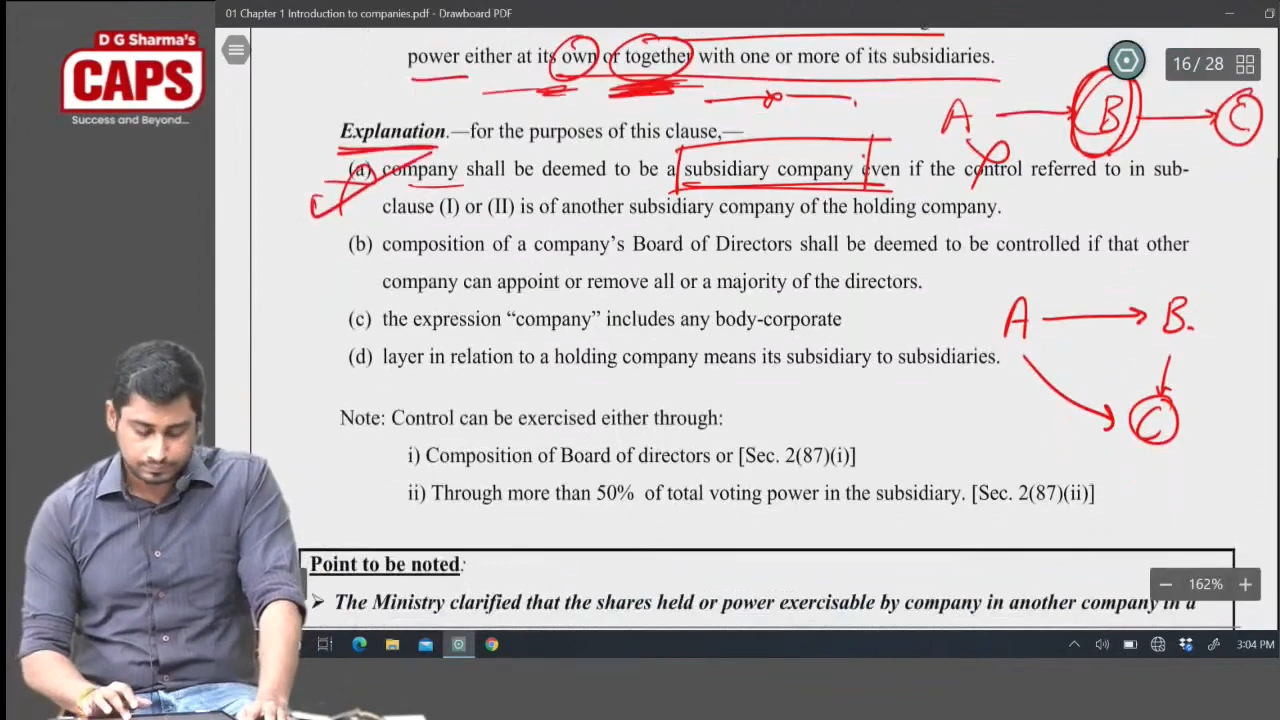 01 Chapter 1 Introduction to companies.pdf - Drawboard PDF
D G Sharma's
CAPS
Success and Beyond...
power either at its own or together with one or more of its subsidiaries.
16 / 28
A B C
Explanation.—for the purposes of this clause,—
(a) company shall be deemed to be a subsidiary company even if the control referred to in sub-
clause (I) or (II) is of another subsidiary company of the holding company.
(b) composition of a company's Board of Directors shall be deemed to be controlled if that other
company can appoint or remove all or a majority of the directors.
(c) the expression “company” includes any body-corporate
A B
(d) layer in relation to a holding company means its subsidiary to subsidiaries.
C
Note: Control can be exercised either through:
i) Composition of Board of directors or [Sec. 2(87)(i)]
ii) Through more than 50% of total voting power in the subsidiary. [Sec. 2(87)(ii)]
Point to be noted:
162%
➢ The Ministry clarified that the shares held or power exercisable by company in another company in a
3:04 PM